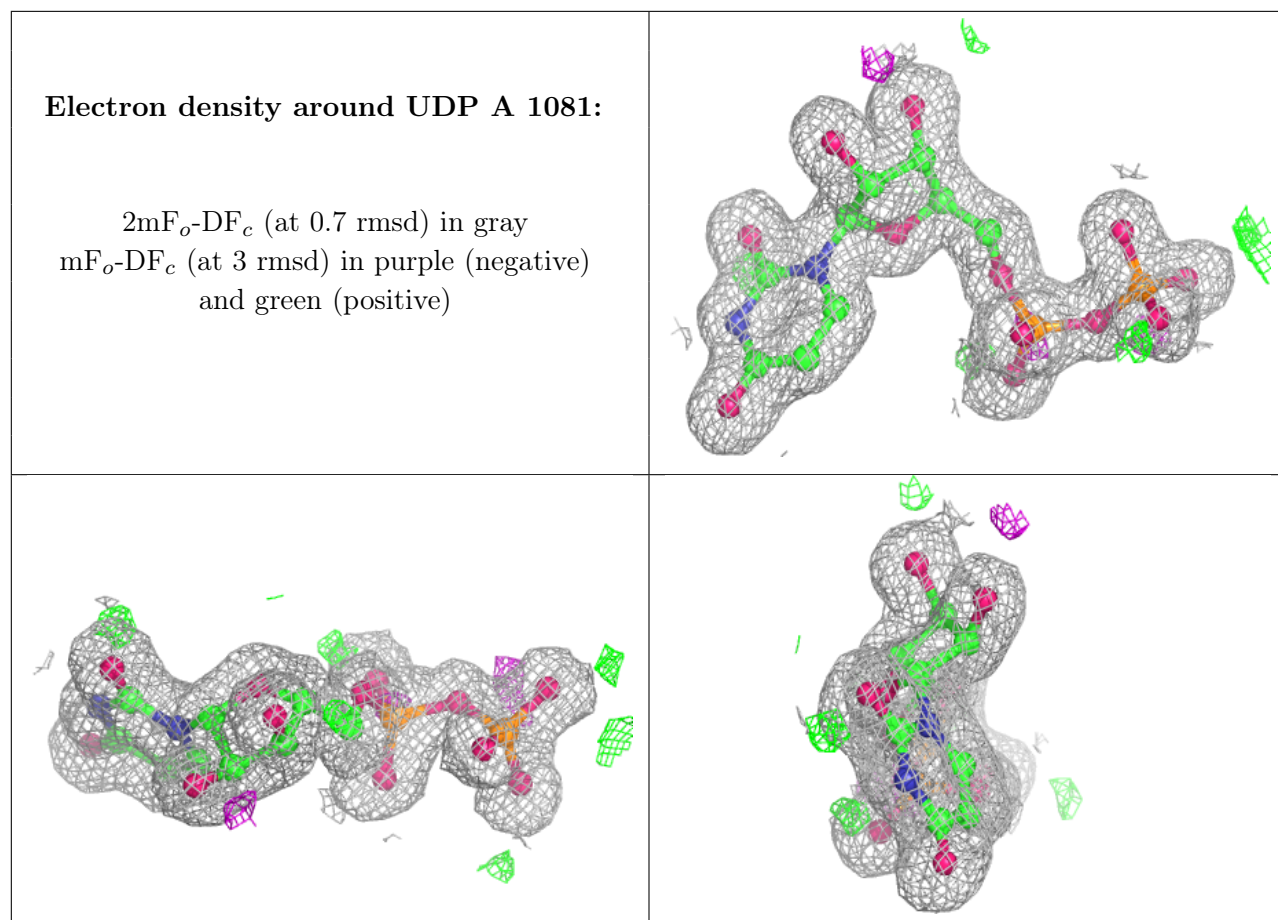 Electron density around UDP A 1081:
2mFₒ-DF𝒸 (at 0.7 rmsd) in gray
mFₒ-DF𝒸 (at 3 rmsd) in purple (negative)
and green (positive)